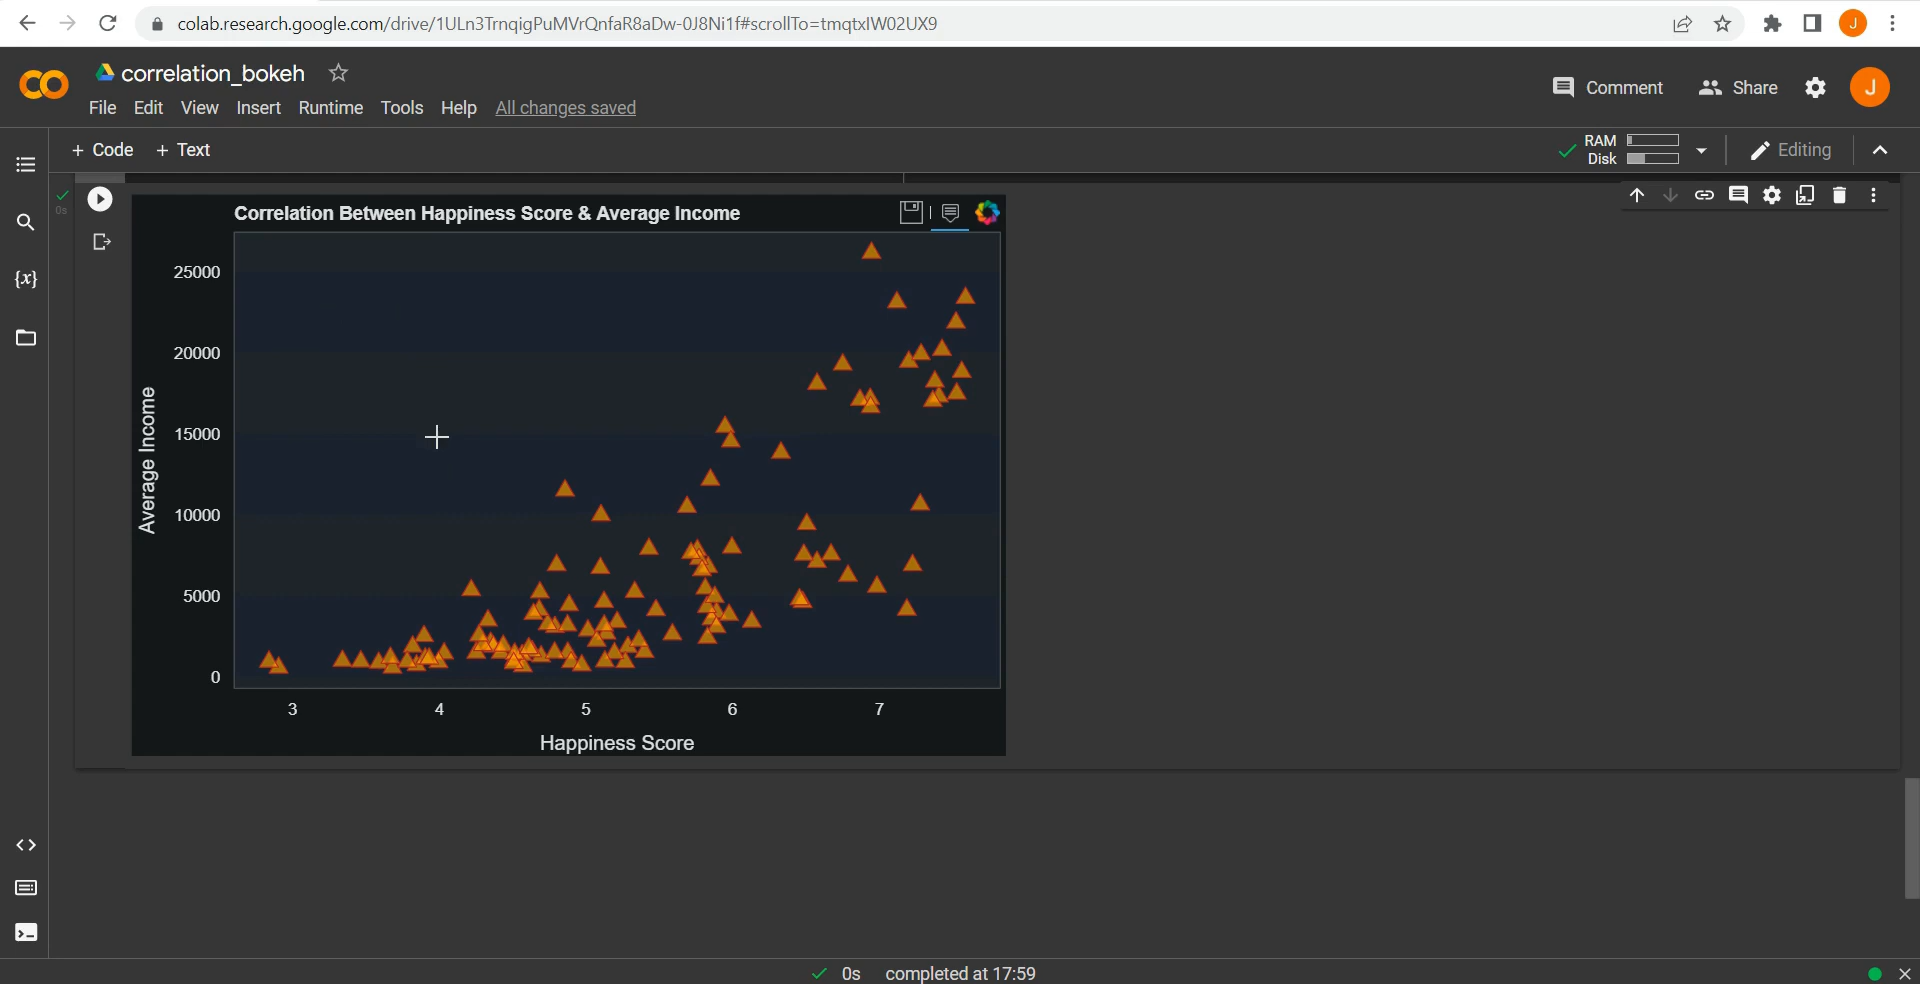 colab.research.google.com/drive/1ULn3TrnqigPuMVrQnfaR8aDw-0J8Ni1f#scrollTo=tmqtxIW02UX9
J
correlation_bokeh
File Edit View Insert Runtime Tools Help All changes saved
Comment Share J
+ Code + Text
RAM
Disk
Editing
0s
{x}
Correlation Between Happiness Score & Average Income
25000
20000
15000
10000
5000
0
Average Income
3 4 5 6 7
Happiness Score
0s completed at 17:59